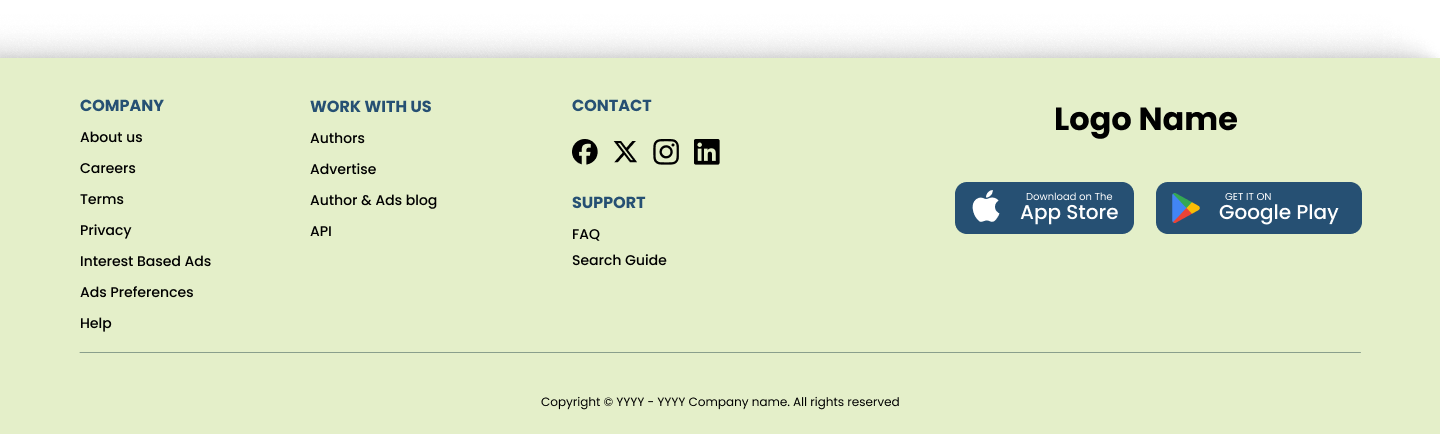 COMPANY
About us
Careers
Terms
Privacy
Interest Based Ads
Ads Preferences
Help
WORK WITH US
Authors
Advertise
Author & Ads blog
API
CONTACT
SUPPORT
FAQ
Search Guide
Logo Name
Download on The
App Store
GET IT ON
Google Play
Copyright © YYYY - YYYY Company name. All rights reserved